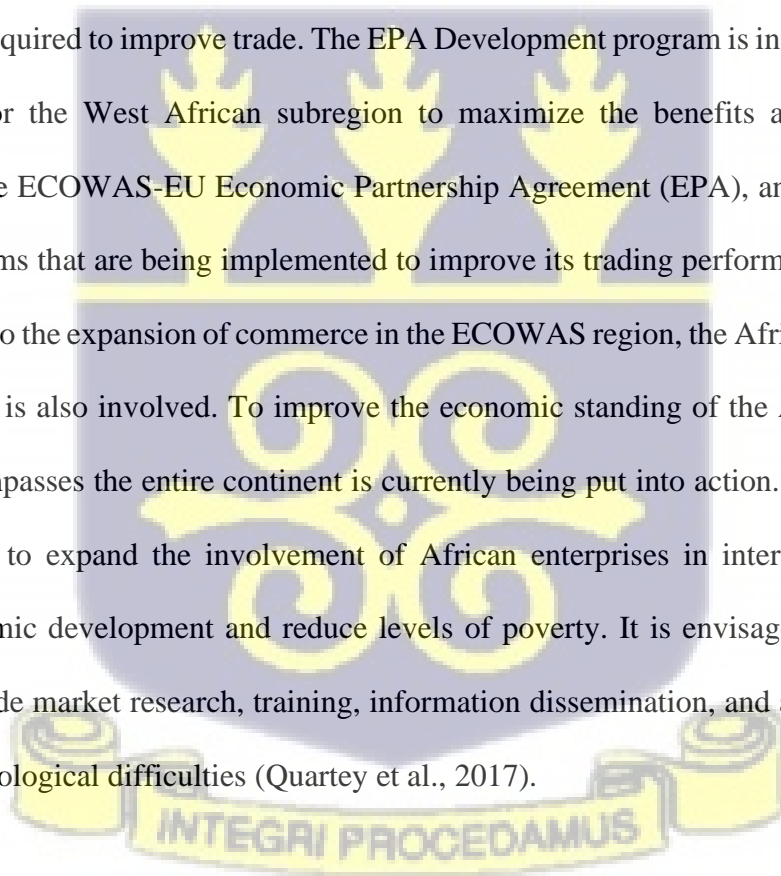 quired to improve trade. The EPA Development program is in
or the West African subregion to maximize the benefits a
e ECOWAS-EU Economic Partnership Agreement (EPA), an
ms that are being implemented to improve its trading perform
o the expansion of commerce in the ECOWAS region, the Afri
is also involved. To improve the economic standing of the
mpasses the entire continent is currently being put into action.
to expand the involvement of African enterprises in inter
mic development and reduce levels of poverty. It is envisag
de market research, training, information dissemination, and a
ological difficulties (Quartey et al., 2017).
INTEGRI PROCEDAMUS